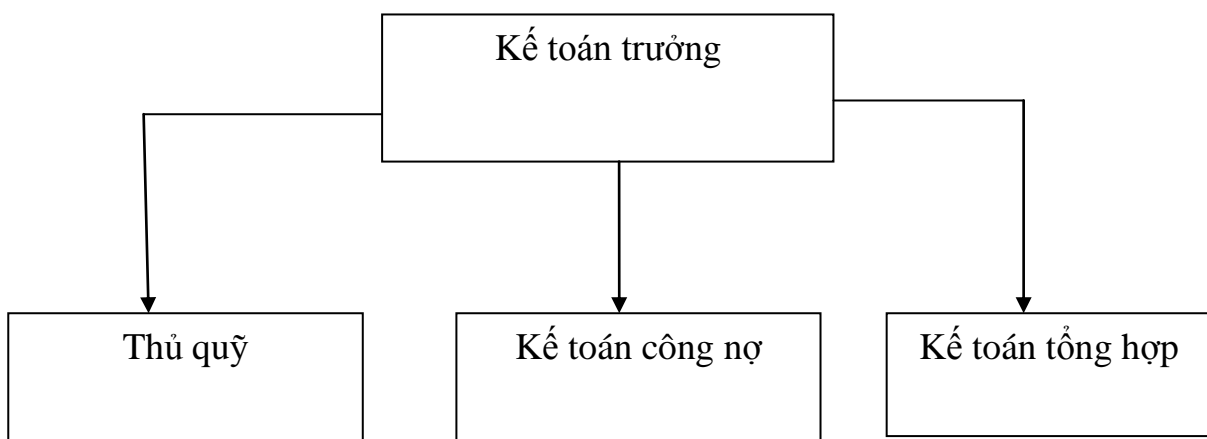 Kế toán trưởng
Thủ quỹ
Kế toán công nợ
Kế toán tổng hợp